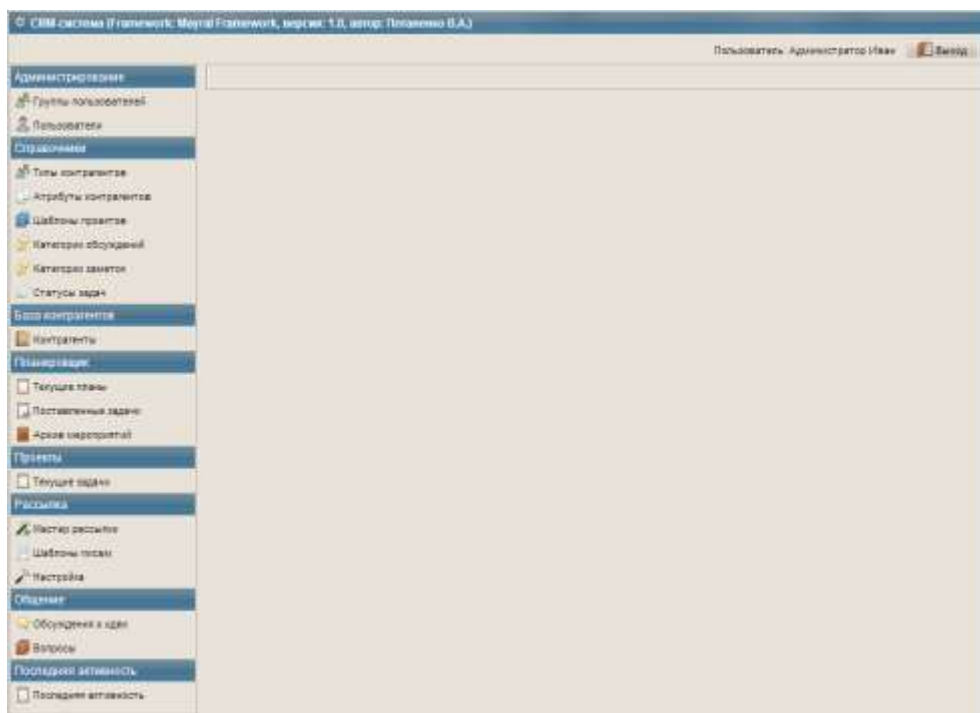 CRM-система (Framework: Meyral Framework, версия: 1.0, автор: Потапенко В.А.)
Пользователь: Администратор Иван Выход
Администрирование
Группы пользователей
Пользователи
Справочники
Типы контрагентов
Атрибуты контрагентов
Шаблоны проектов
Категории обсуждений
Категории заметок
Статусы задач
База контрагентов
Контрагенты
Планировщик
Текущие планы
Поставленные задачи
Архив мероприятий
Проекты
Текущие задачи
Рассылка
Мастер рассылки
Шаблоны писем
Настройка
Общение
Обсуждения и идеи
Вопросы
Последняя активность
Последняя активность